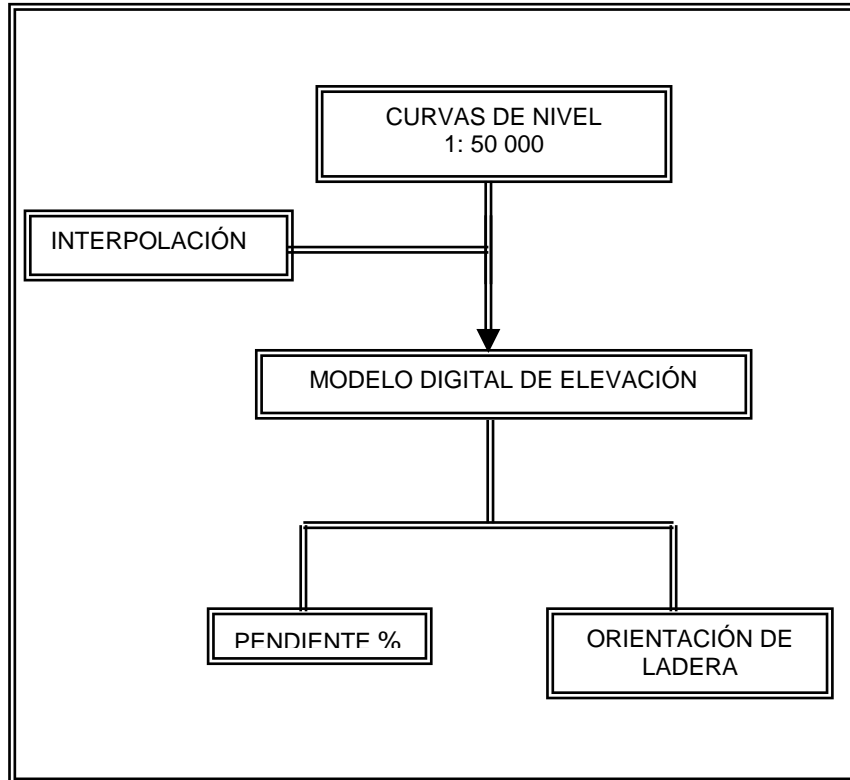 CURVAS DE NIVEL
1: 50 000
INTERPOLACIÓN
MODELO DIGITAL DE ELEVACIÓN
PENDIENTE %
ORIENTACIÓN DE
LADERA